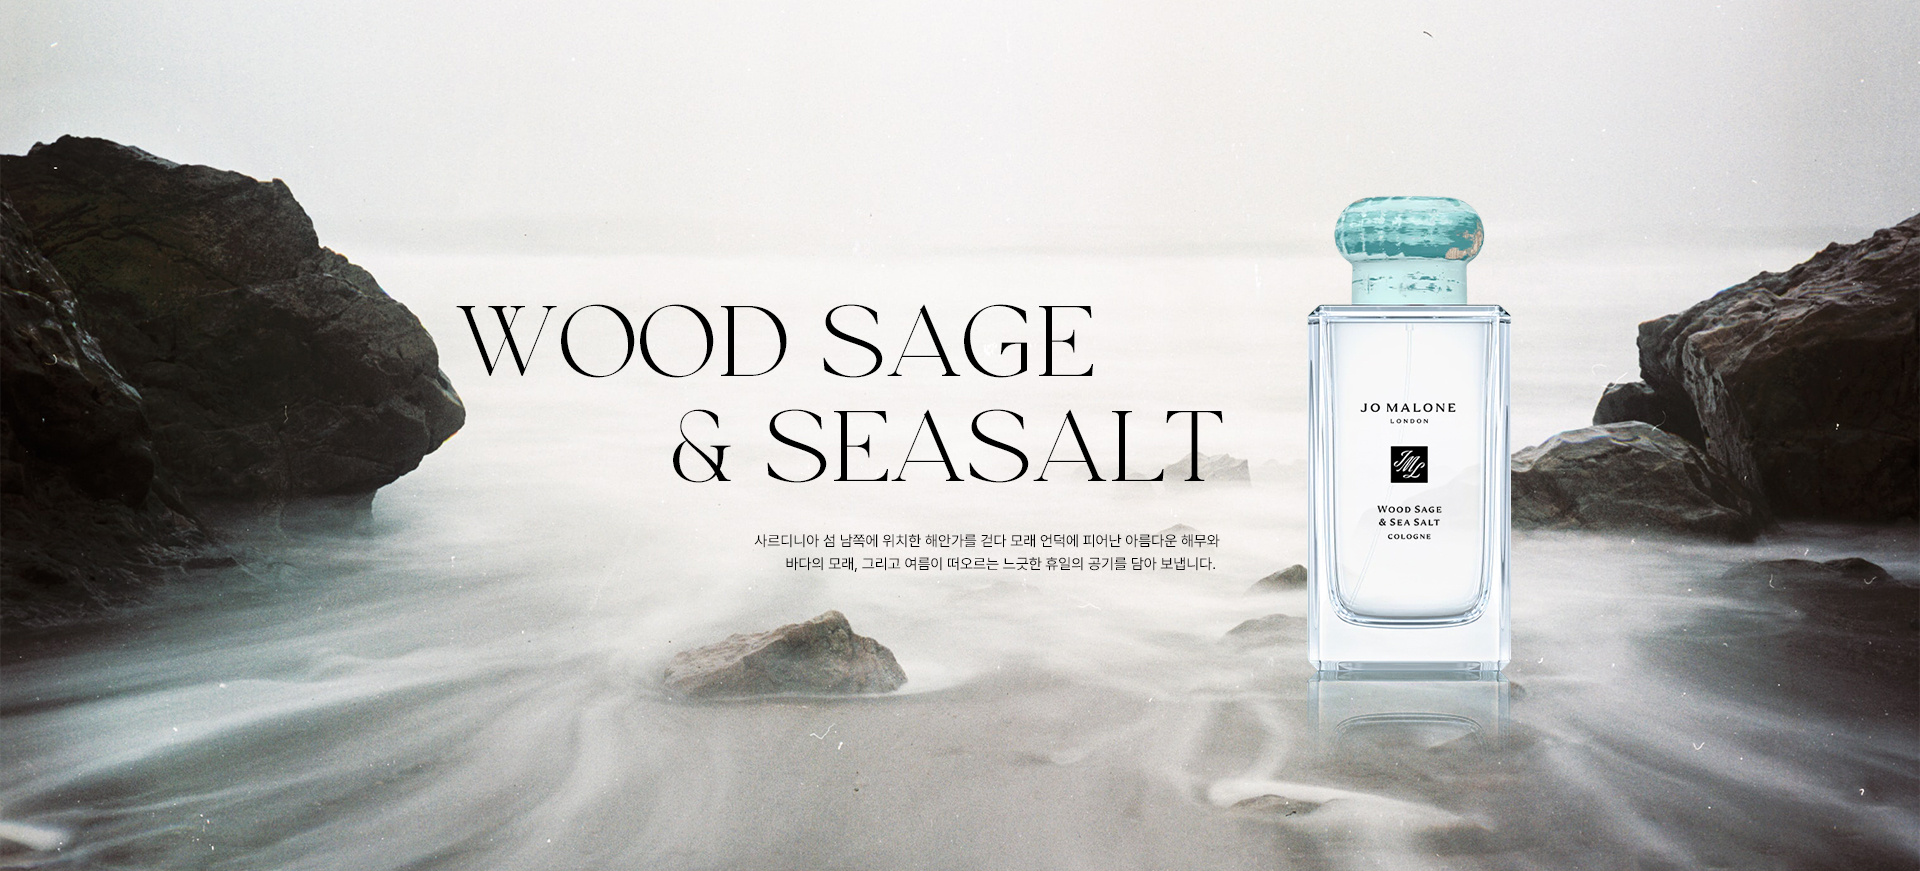 WOOD SAGE
& SEASALT
사르디니아 섬 남쪽에 위치한 해안가를 걷다 모래 언덕에 피어난 아름다운 해무와
바다의 모래, 그리고 여름이 떠오르는 느긋한 휴일의 공기를 담아 보냅니다.
JO MALONE
LONDON
JML
WOOD SAGE
& SEA SALT
COLOGNE